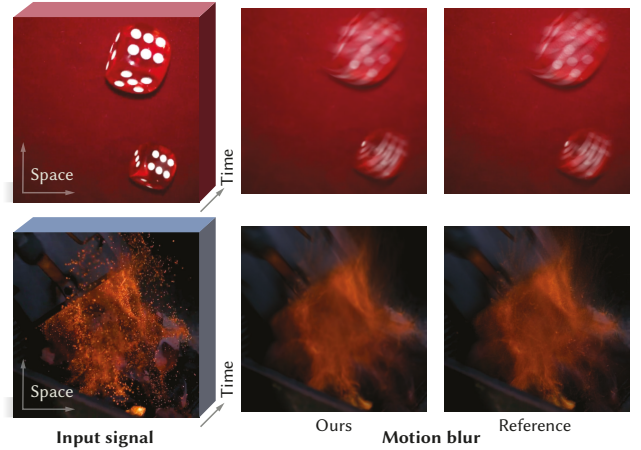 Space
Time
Space
Time
Ours
Reference
Input signal
Motion blur